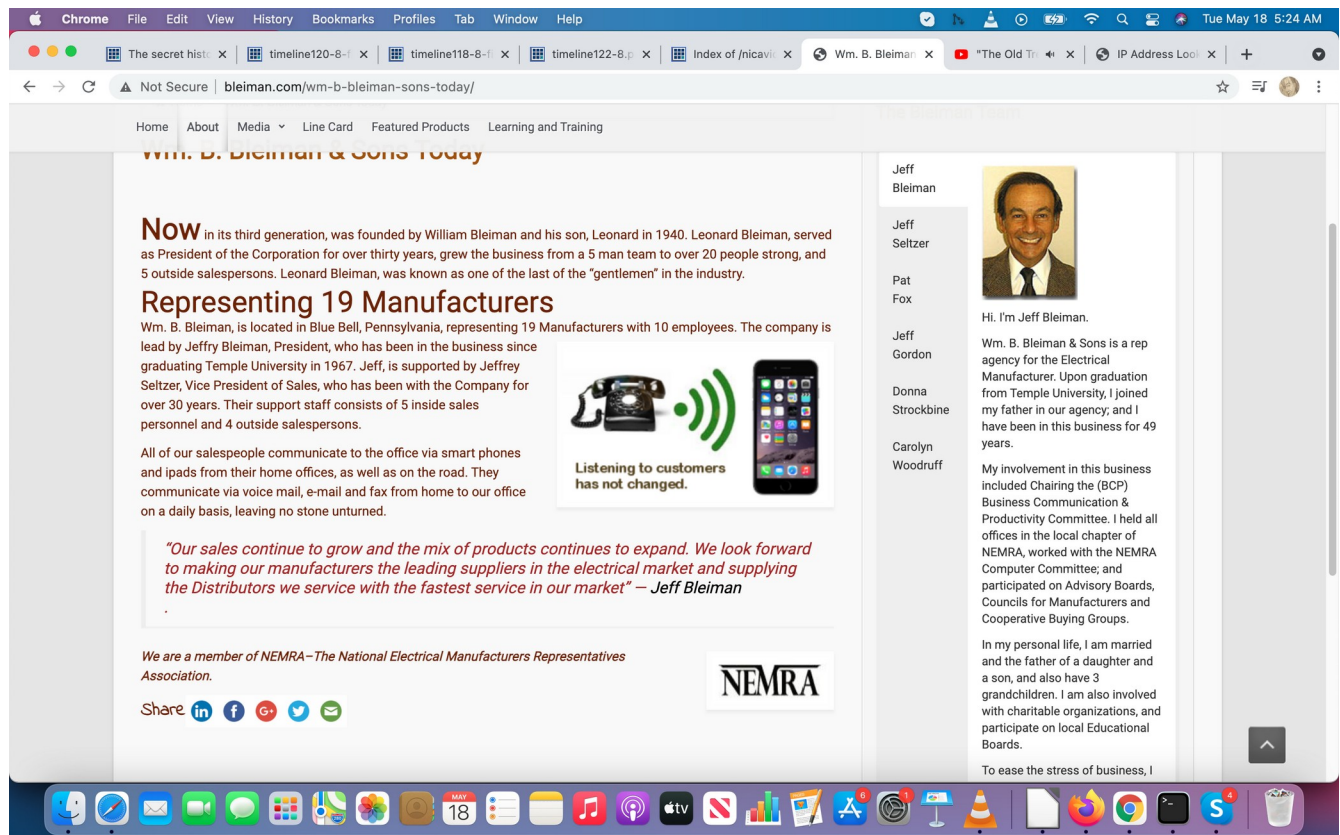 Chrome File Edit View History Bookmarks Profiles Tab Window Help
Tue May 18 5:24 AM
The secret histo
timeline120-8-f
timeline118-8-fi
timeline122-8.p
Index of /nicavic
Wm. B. Bleiman
"The Old Tr
IP Address Loo
Not Secure | bleiman.com/wm-b-bleiman-sons-today/
Home About Media Line Card Featured Products Learning and Training
The Bleiman Team
Wm. B. Bleiman & Sons Today
Now in its third generation, was founded by William Bleiman and his son, Leonard in 1940. Leonard Bleiman, served
as President of the Corporation for over thirty years, grew the business from a 5 man team to over 20 people strong, and
5 outside salespersons. Leonard Bleiman, was known as one of the last of the “gentlemen” in the industry.
Representing 19 Manufacturers
Wm. B. Bleiman, is located in Blue Bell, Pennsylvania, representing 19 Manufacturers with 10 employees. The company is
lead by Jeffry Bleiman, President, who has been in the business since
graduating Temple University in 1967. Jeff, is supported by Jeffrey
Seltzer, Vice President of Sales, who has been with the Company for
over 30 years. Their support staff consists of 5 inside sales
personnel and 4 outside salespersons.
All of our salespeople communicate to the office via smart phones
and ipads from their home offices, as well as on the road. They
communicate via voice mail, e-mail and fax from home to our office
on a daily basis, leaving no stone unturned.
Listening to customers
has not changed.
“Our sales continue to grow and the mix of products continues to expand. We look forward
to making our manufacturers the leading suppliers in the electrical market and supplying
the Distributors we service with the fastest service in our market” — Jeff Bleiman
.
We are a member of NEMRA–The National Electrical Manufacturers Representatives
Association.
NEMRA
Share
Jeff
Bleiman
Jeff
Seltzer
Pat
Fox
Jeff
Gordon
Donna
Strockbine
Carolyn
Woodruff
Hi. I'm Jeff Bleiman.
Wm. B. Bleiman & Sons is a rep
agency for the Electrical
Manufacturer. Upon graduation
from Temple University, I joined
my father in our agency; and I
have been in this business for 49
years.
My involvement in this business
included Chairing the (BCP)
Business Communication &
Productivity Committee. I held all
offices in the local chapter of
NEMRA, worked with the NEMRA
Computer Committee; and
participated on Advisory Boards,
Councils for Manufacturers and
Cooperative Buying Groups.
In my personal life, I am married
and the father of a daughter and
a son, and also have 3
grandchildren. I am also involved
with charitable organizations, and
participate on local Educational
Boards.
To ease the stress of business, I
MAY
18
tv
6
1
4